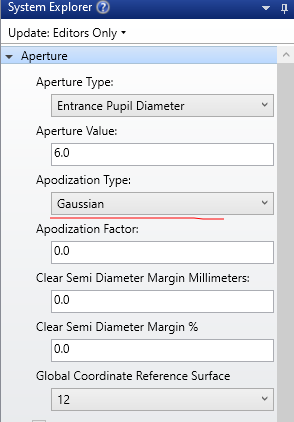 System Explorer
Update: Editors Only
Aperture
Aperture Type:
Entrance Pupil Diameter
Aperture Value:
6.0
Apodization Type:
Gaussian
Apodization Factor:
0.0
Clear Semi Diameter Margin Millimeters:
0.0
Clear Semi Diameter Margin %
0.0
Global Coordinate Reference Surface
12